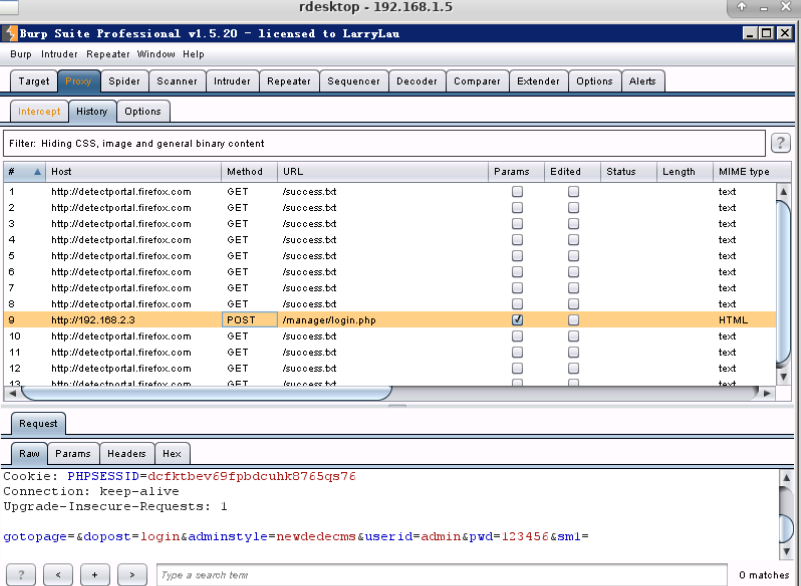 rdesktop - 192.168.1.5
Burp Suite Professional v1.5.20 - licensed to LarryLau
Burp Intruder Repeater Window Help
Target Proxy Spider Scanner Intruder Repeater Sequencer Decoder Comparer Extender Options Alerts
Intercept History Options
Filter: Hiding CSS, image and general binary content ?
# Host Method URL Params Edited Status Length MIME type
1 http://detectportal.firefox.com GET /success.txt text
2 http://detectportal.firefox.com GET /success.txt text
3 http://detectportal.firefox.com GET /success.txt text
4 http://detectportal.firefox.com GET /success.txt text
5 http://detectportal.firefox.com GET /success.txt text
6 http://detectportal.firefox.com GET /success.txt text
7 http://detectportal.firefox.com GET /success.txt text
8 http://detectportal.firefox.com GET /success.txt text
9 http://192.168.2.3 POST /manager/login.php HTML
10 http://detectportal.firefox.com GET /success.txt text
11 http://detectportal.firefox.com GET /success.txt text
12 http://detectportal.firefox.com GET /success.txt text
13 http://detectportal.firefox.com GET /success.txt text
Request
Raw Params Headers Hex
Cookie: PHPSESSID=dcfktbev69fpbdcuhk8765qs76
Connection: keep-alive
Upgrade-Insecure-Requests: 1
gotopage=&dopost=login&adminstyle=newdedecms&userid=admin&pwd=123456&sm1=
? < + > Type a search term 0 matches